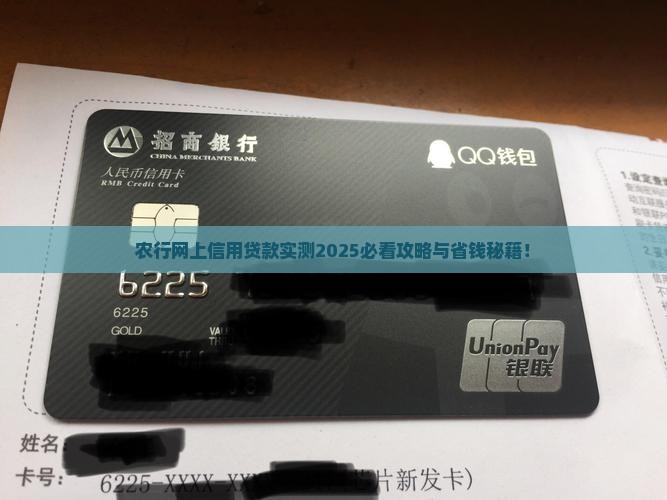 招商銀行
CHINA MERCHANTS BANK
QQ钱包
人民币信用卡
RMB Credit Card
农行网上信用贷款实测2025必看攻略与省钱秘籍！
6225
6225
GOLD
UnionPay
银联
姓名:
卡号: 6225-XXXX-XXX 片新发卡)